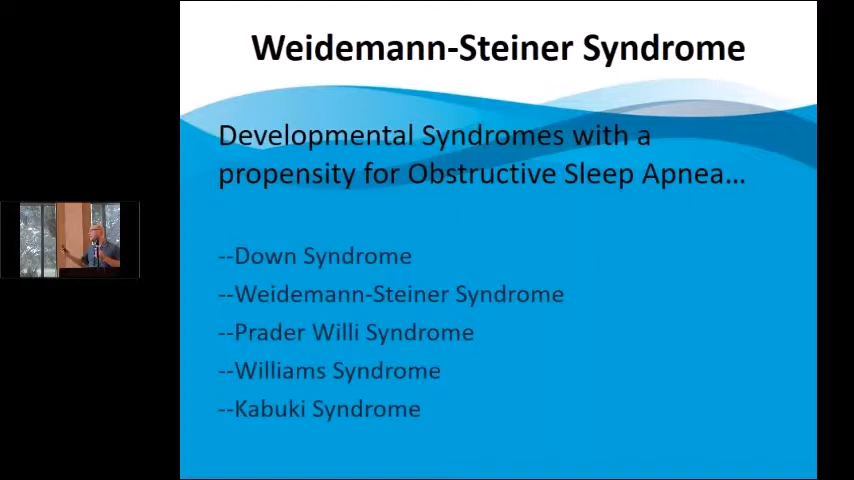 Weidemann-Steiner Syndrome
Developmental Syndromes with a
propensity for Obstructive Sleep Apnea…
--Down Syndrome
--Weidemann-Steiner Syndrome
--Prader Willi Syndrome
--Williams Syndrome
--Kabuki Syndrome